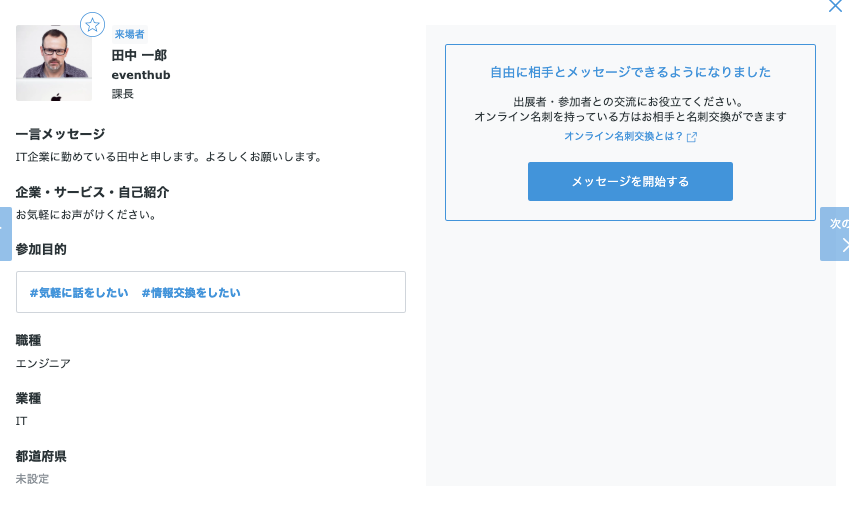 来場者
田中 一郎
eventhub
課長
一言メッセージ
IT企業に勤めている田中と申します。よろしくお願いします。
企業・サービス・自己紹介
お気軽にお声がけください。
参加目的
#気軽に話をしたい #情報交換をしたい
職種
エンジニア
業種
IT
都道府県
未設定
自由に相手とメッセージできるようになりました
出展者・参加者との交流にお役立てください。
オンライン名刺を持っている方はお相手と名刺交換ができます
オンライン名刺交換とは？
メッセージを開始する
次の